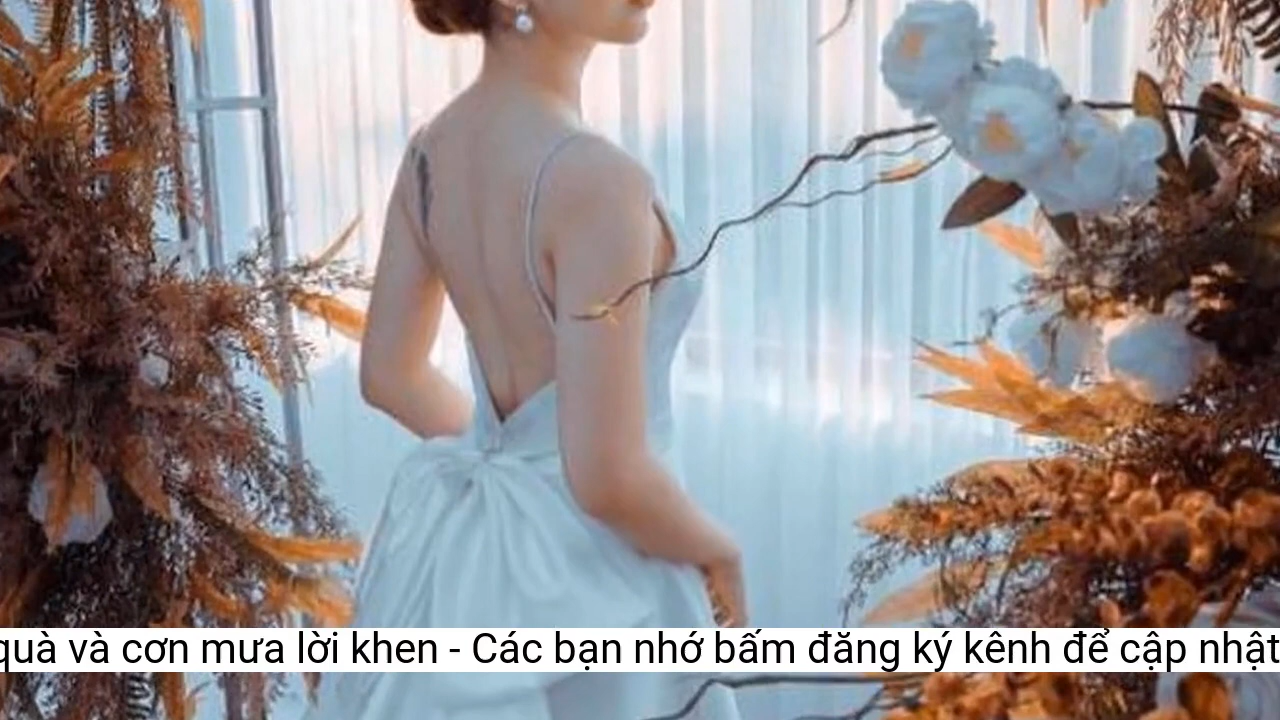 quà và cơn mưa lời khen - Các bạn nhớ bấm đăng ký kênh để cập nhật